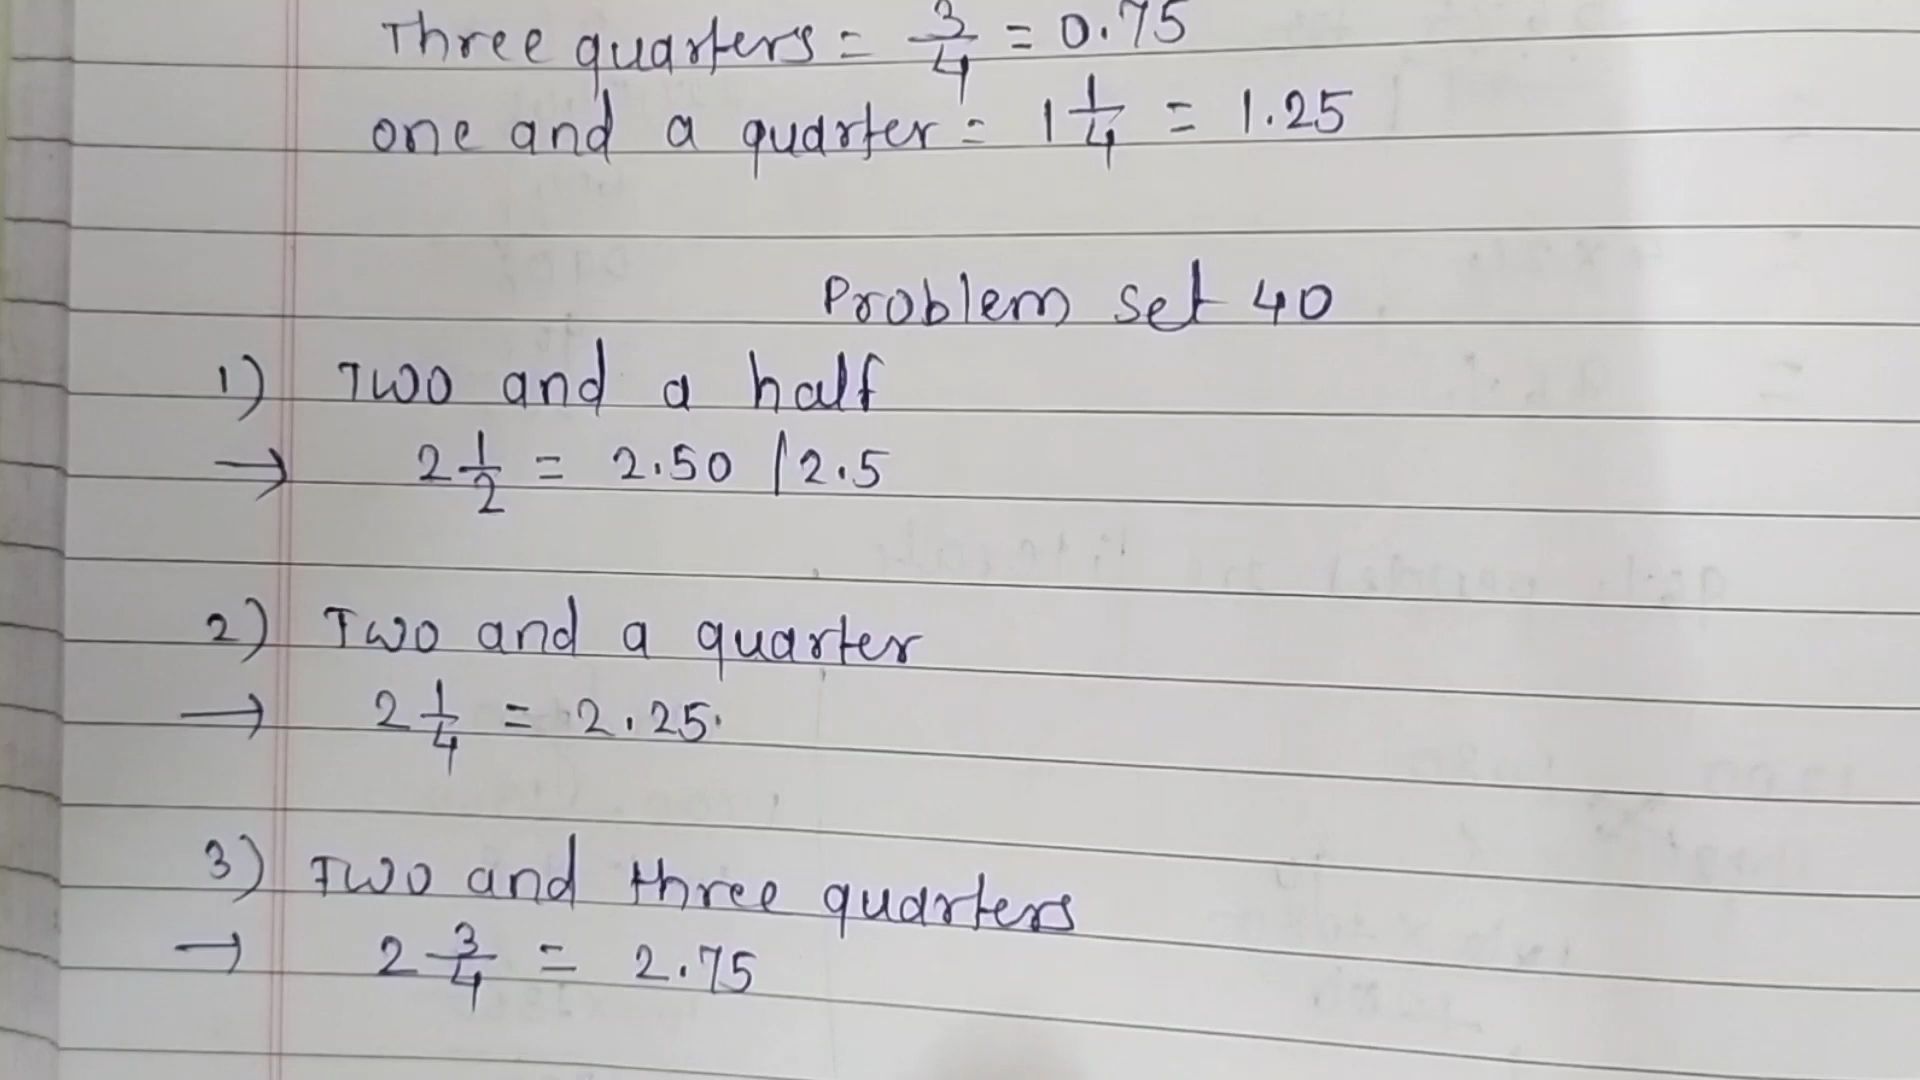 Three quarters = 3/4 = 0.75
one and a quarter = 1 1/4 = 1.25
Problem set 40
1) Two and a half
→ 2 1/2 = 2.50 / 2.5
2) Two and a quarter
→ 2 1/4 = 2.25.
3) Two and three quarters
→ 2 3/4 = 2.75